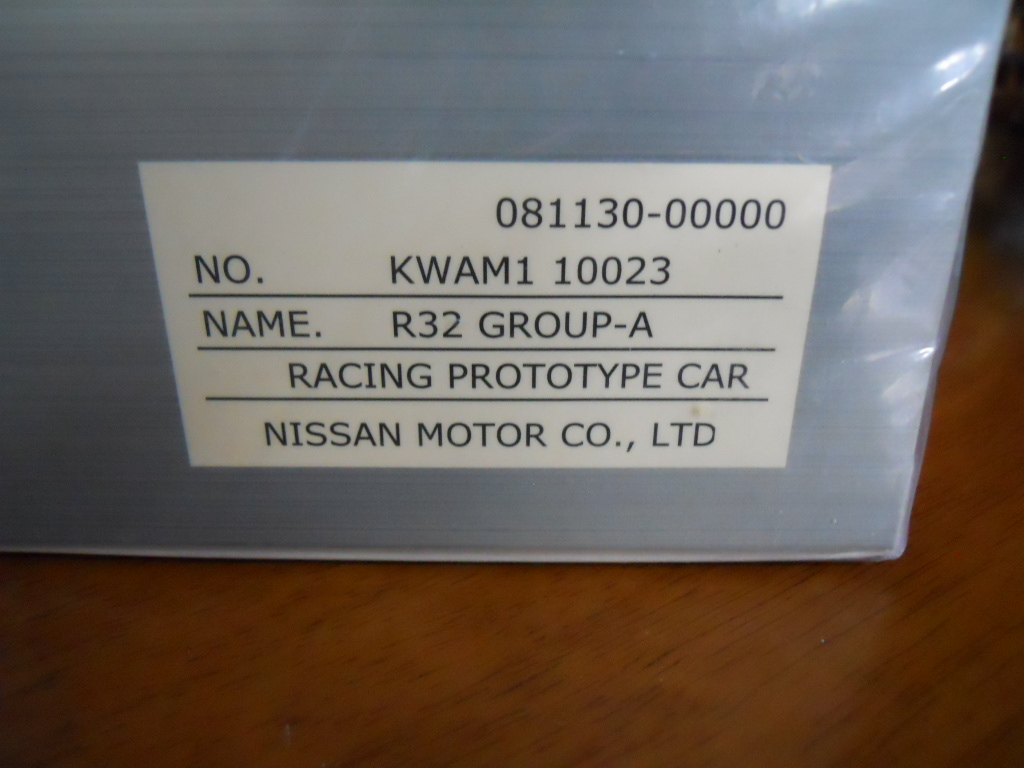 081130-00000
NO. KWAM1 10023
NAME. R32 GROUP-A
RACING PROTOTYPE CAR
NISSAN MOTOR CO., LTD